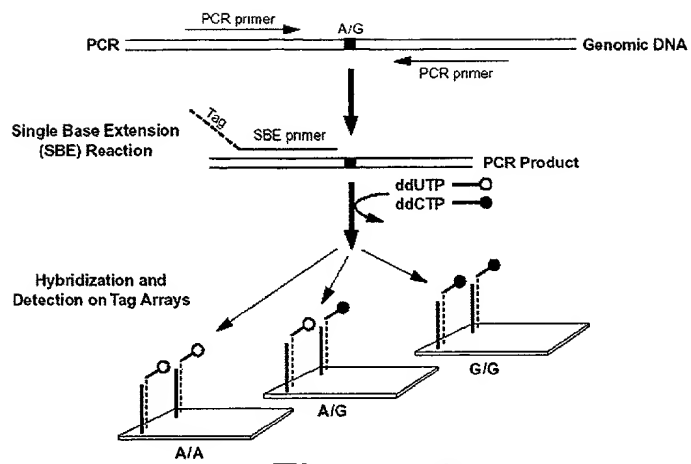 PCR primer
A/G
PCR
Genomic DNA
PCR primer
Tag
Single Base Extension
(SBE) Reaction
SBE primer
PCR Product
ddUTP
ddCTP
Hybridization and
Detection on Tag Arrays
G/G
A/G
A/A